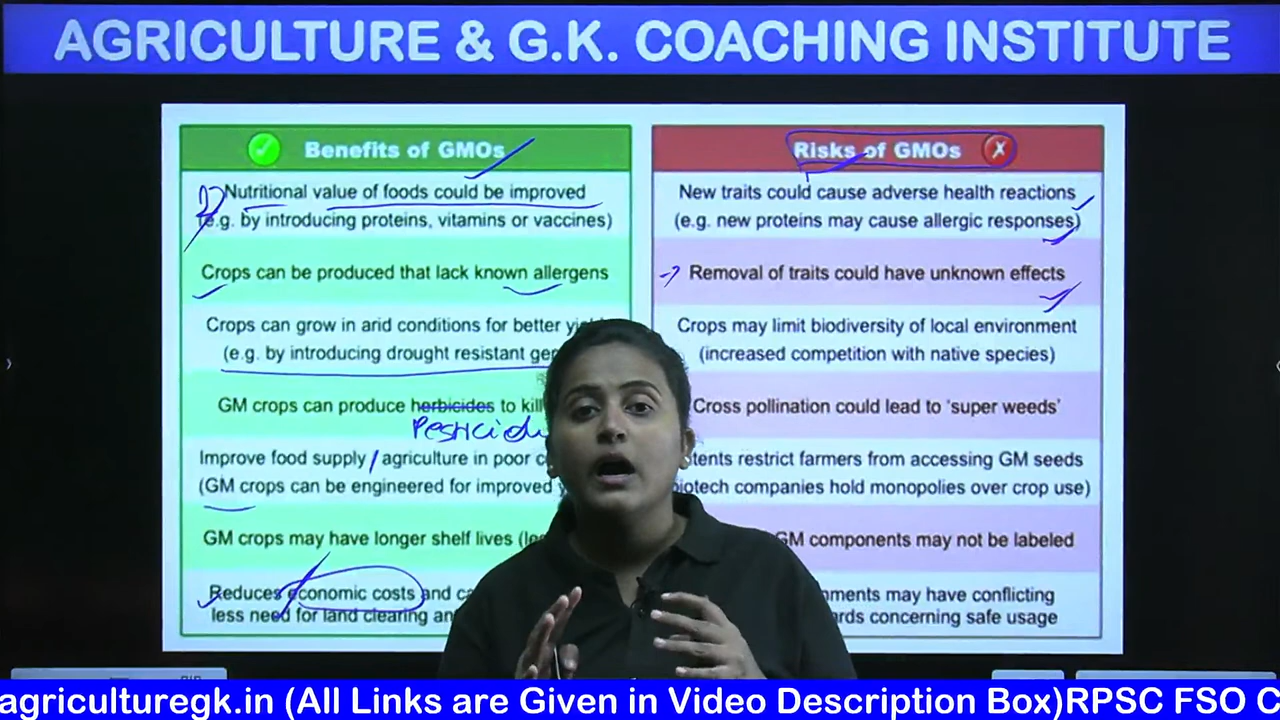 AGRICULTURE & G.K. COACHING INSTITUTE
Benefits of GMOs
1) Nutritional value of foods could be improved
(e.g. by introducing proteins, vitamins or vaccines)
Crops can be produced that lack known allergens
Crops can grow in arid conditions for better
(e.g. by introducing drought resistant
GM crops can produce herbicides to kill
Pesticide
Improve food supply / agriculture in poor
(GM crops can be engineered for improved
GM crops may have longer shelf lives
Reduces economic costs and
less need for land clearing
Risks of GMOs
New traits could cause adverse health reactions
(e.g. new proteins may cause allergic responses)
Removal of traits could have unknown effects
Crops may limit biodiversity of local environment
(increased competition with native species)
Cross pollination could lead to ‘super weeds’
restrict farmers from accessing GM seeds
companies hold monopolies over crop use)
GM components may not be labeled
may have conflicting
concerning safe usage
agriculturegk.in (All Links are Given in Video Description Box)RPSC FSO C